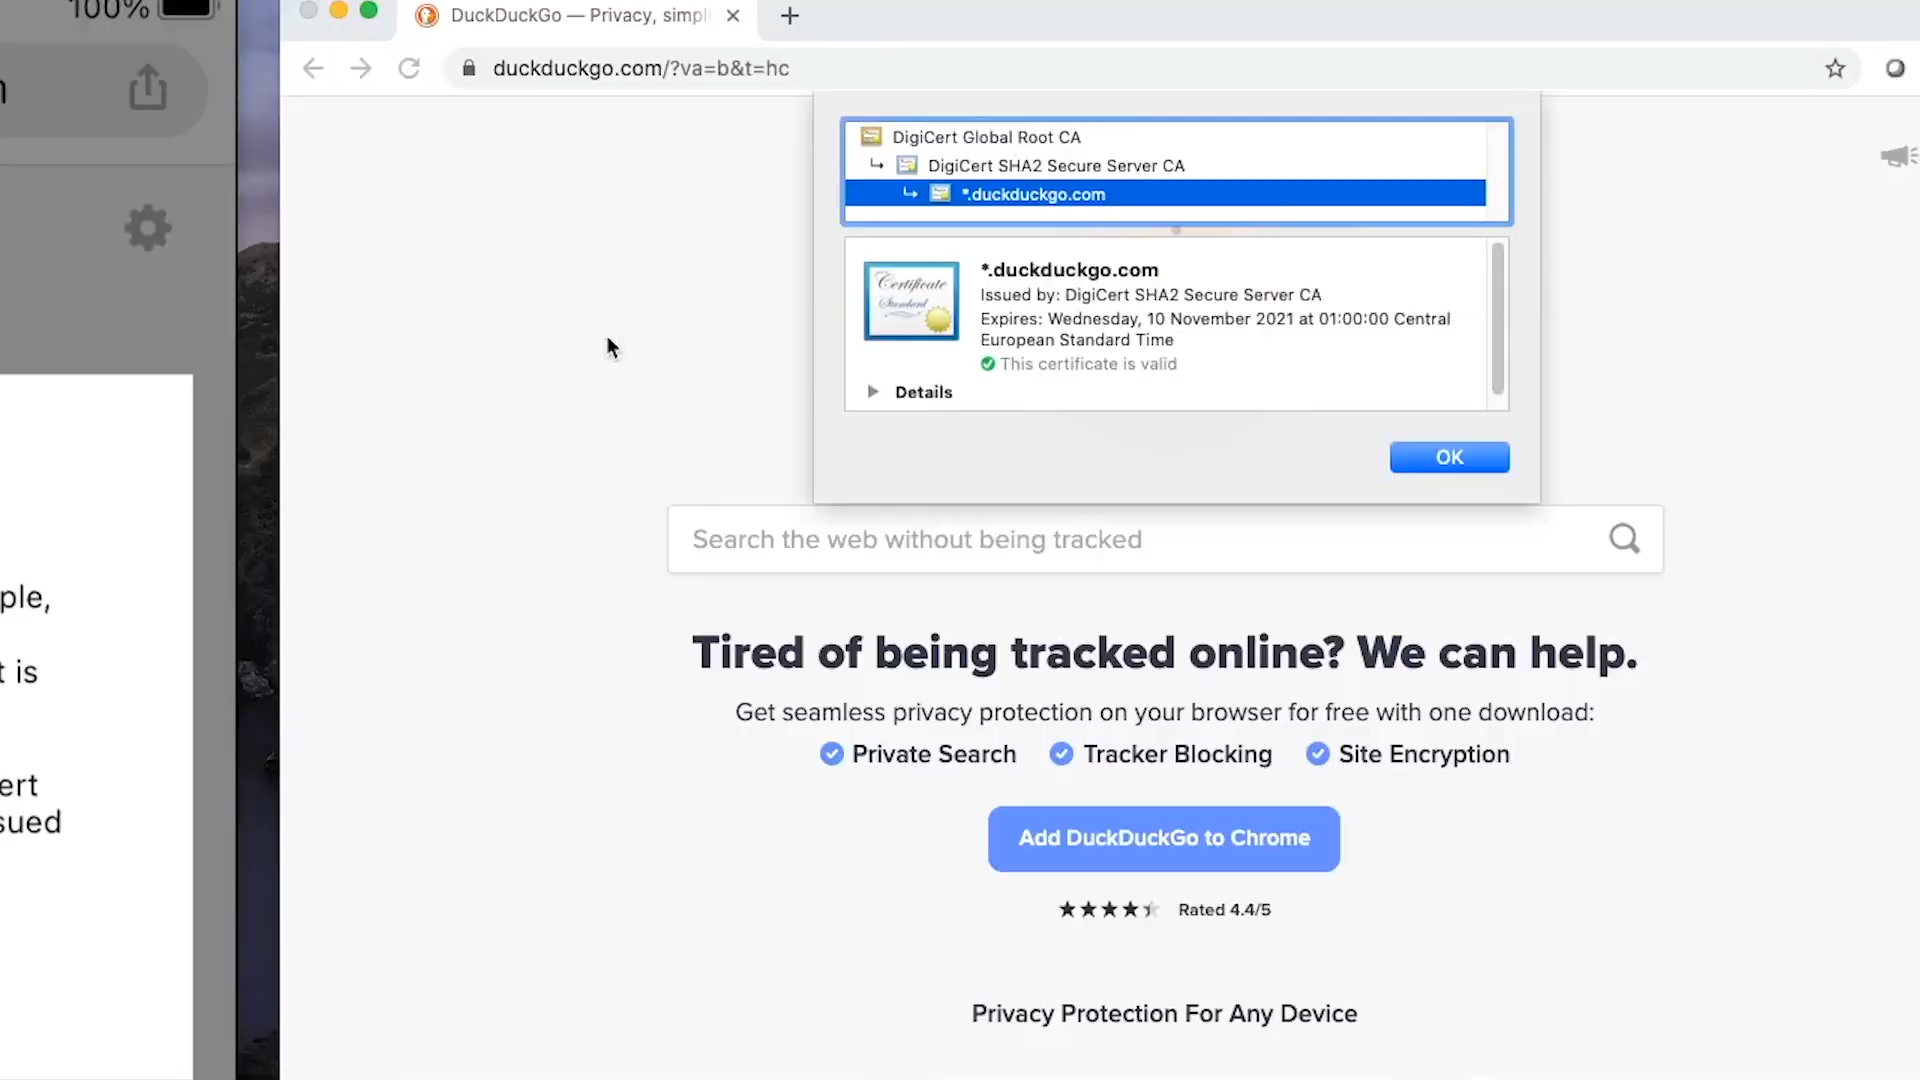 100%
DuckDuckGo — Privacy, simpl
duckduckgo.com/?va=b&t=hc
DigiCert Global Root CA
DigiCert SHA2 Secure Server CA
*.duckduckgo.com
Certificate
Standard
*.duckduckgo.com
Issued by: DigiCert SHA2 Secure Server CA
Expires: Wednesday, 10 November 2021 at 01:00:00 Central
European Standard Time
This certificate is valid
Details
OK
Search the web without being tracked
Tired of being tracked online? We can help.
Get seamless privacy protection on your browser for free with one download:
Private Search Tracker Blocking Site Encryption
Add DuckDuckGo to Chrome
Rated 4.4/5
Privacy Protection For Any Device
ple,
t is
ert
sued